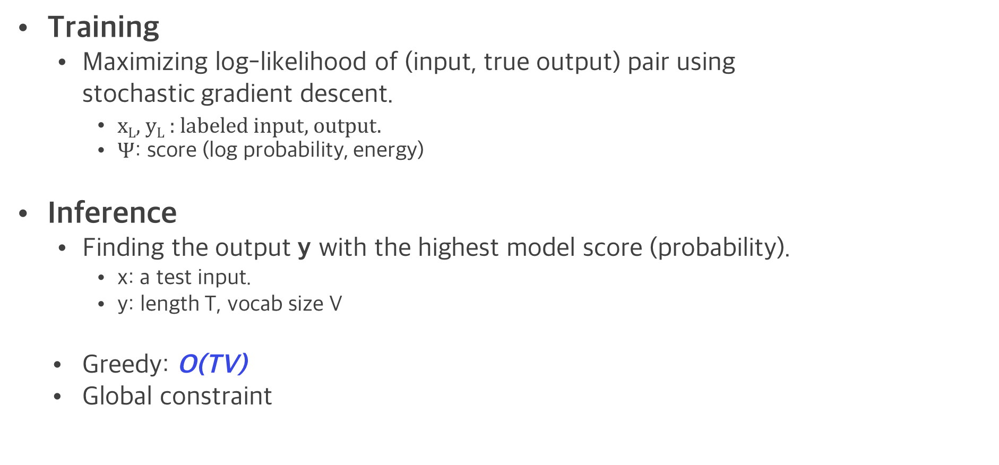 • Training
• Maximizing log-likelihood of (input, true output) pair using
stochastic gradient descent.
• x_L, y_L : labeled input, output.
• Ψ: score (log probability, energy)
• Inference
• Finding the output y with the highest model score (probability).
• x: a test input.
• y: length T, vocab size V
• Greedy: O(TV)
• Global constraint